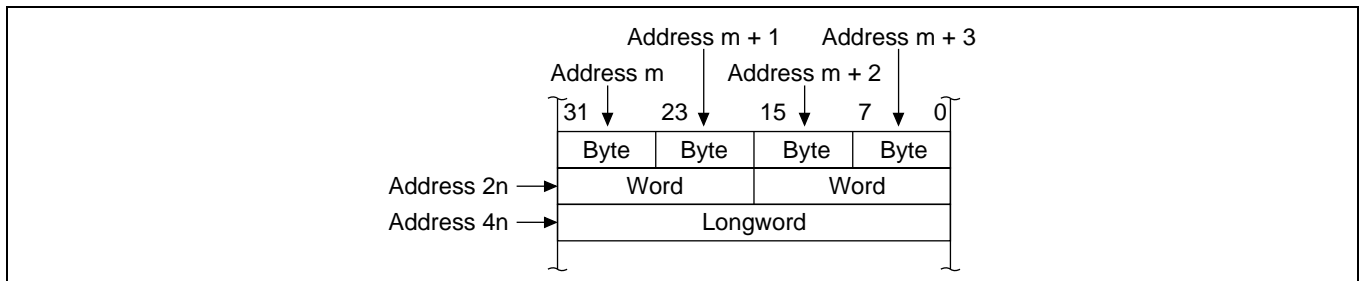 Address m + 1 Address m + 3
Address m Address m + 2
31 23 15 7 0
Byte Byte Byte Byte
Address 2n Word Word
Address 4n Longword